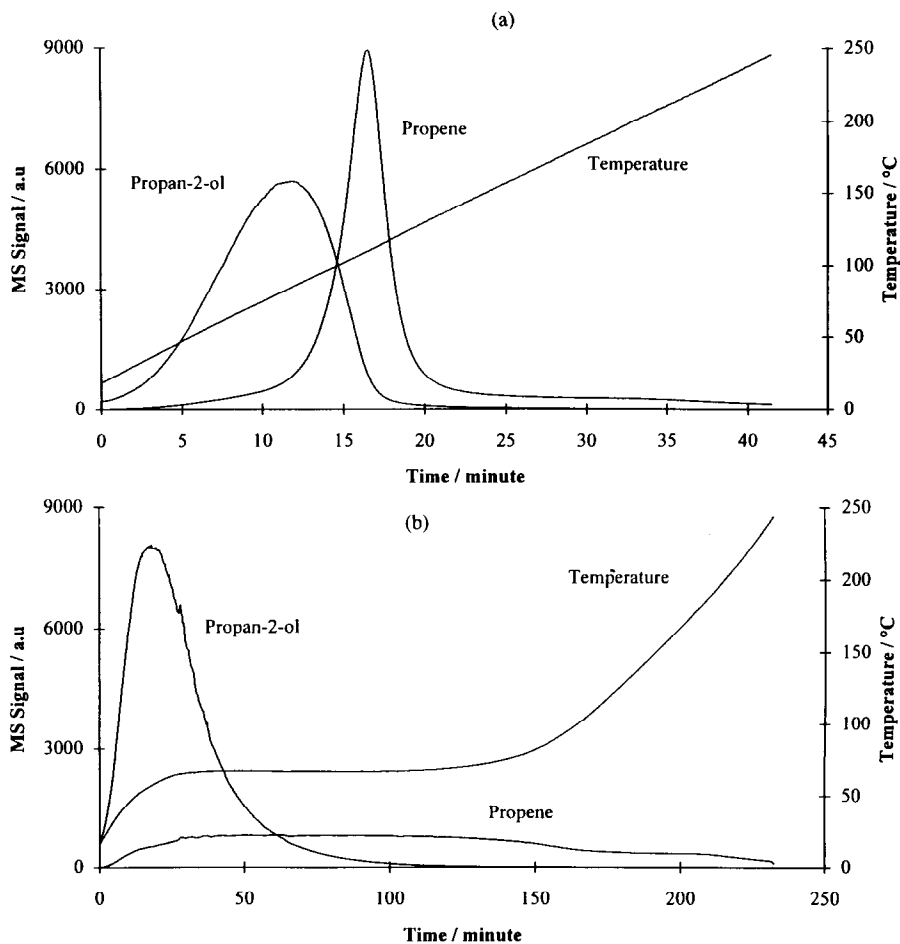 (a)
9000
6000
3000
0
MS Signal / a.u
250
200
150
100
50
0
Temperature / °C
Propan-2-ol
Propene
Temperature
0 5 10 15 20 25 30 35 40 45
Time / minute
(b)
9000
6000
3000
0
MS Signal / a.u
250
200
150
100
50
0
Temperature / °C
Propan-2-ol
Temperature
Propene
0 50 100 150 200 250
Time / minute